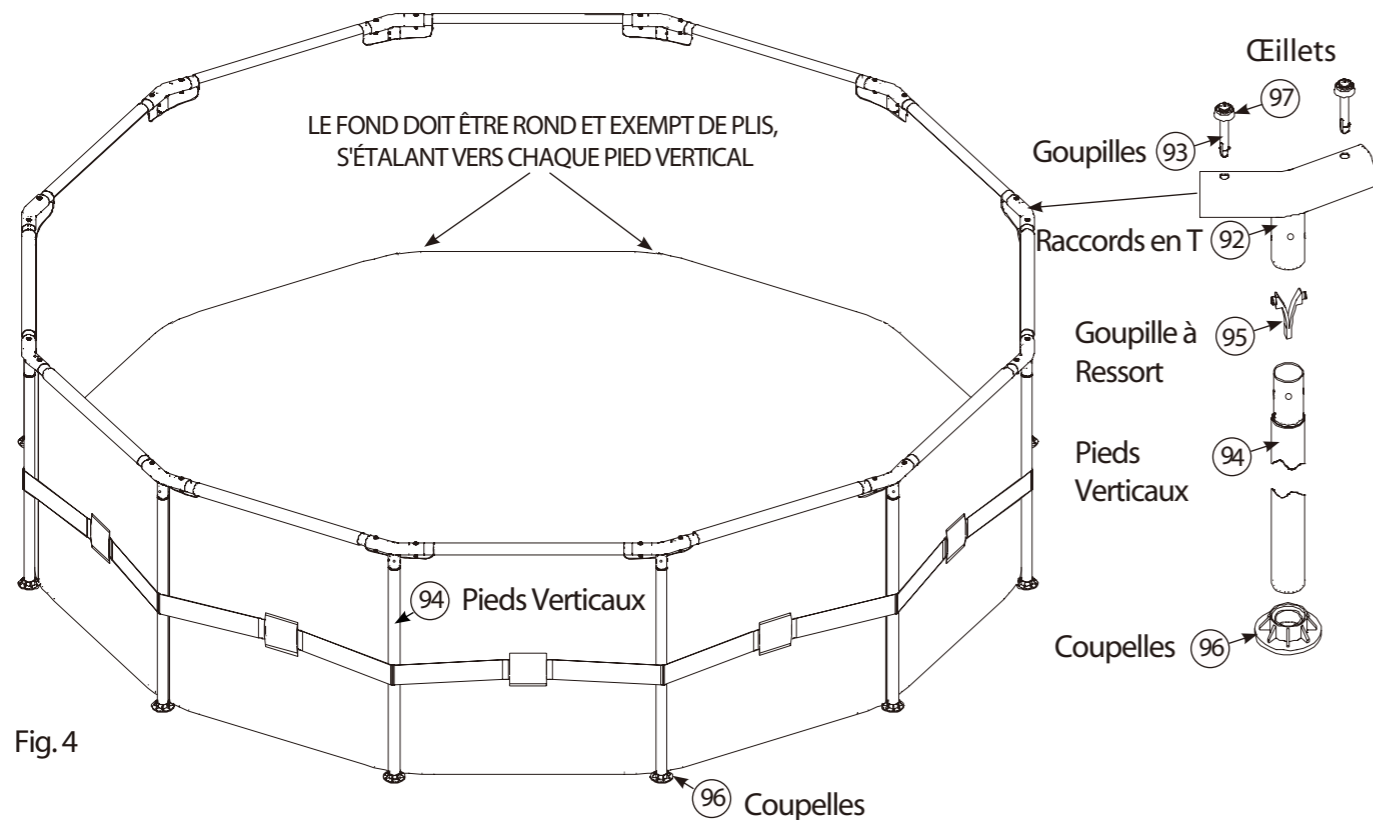 Œillets
97
LE FOND DOIT ÊTRE ROND ET EXEMPT DE PLIS,
S'ÉTALANT VERS CHAQUE PIED VERTICAL
Goupilles 93
Raccords en T 92
Goupille à
Ressort
95
Pieds
Verticaux
94
94 Pieds Verticaux
Coupelles 96
Fig. 4
96 Coupelles